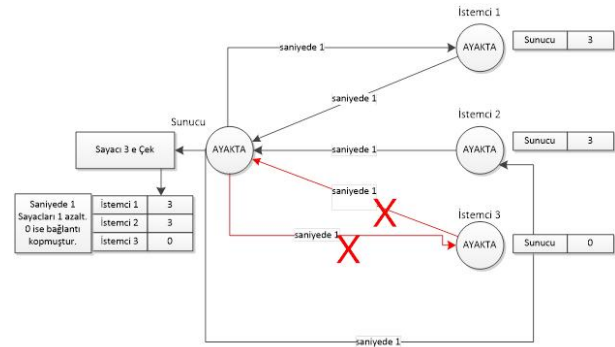 İstemci 1
AYAKTA
Sunucu 3
saniyede 1
saniyede 1
Sunucu
İstemci 2
AYAKTA
Sunucu 3
saniyede 1
AYAKTA
Sayacı 3 e Çek
saniyede 1
X
İstemci 3
AYAKTA
Sunucu 0
saniyede 1
X
Saniyede 1
Sayacları 1 azalt.
0 ise bağlantı
kopmuştur.
İstemci 1 3
İstemci 2 3
İstemci 3 0
saniyede 1